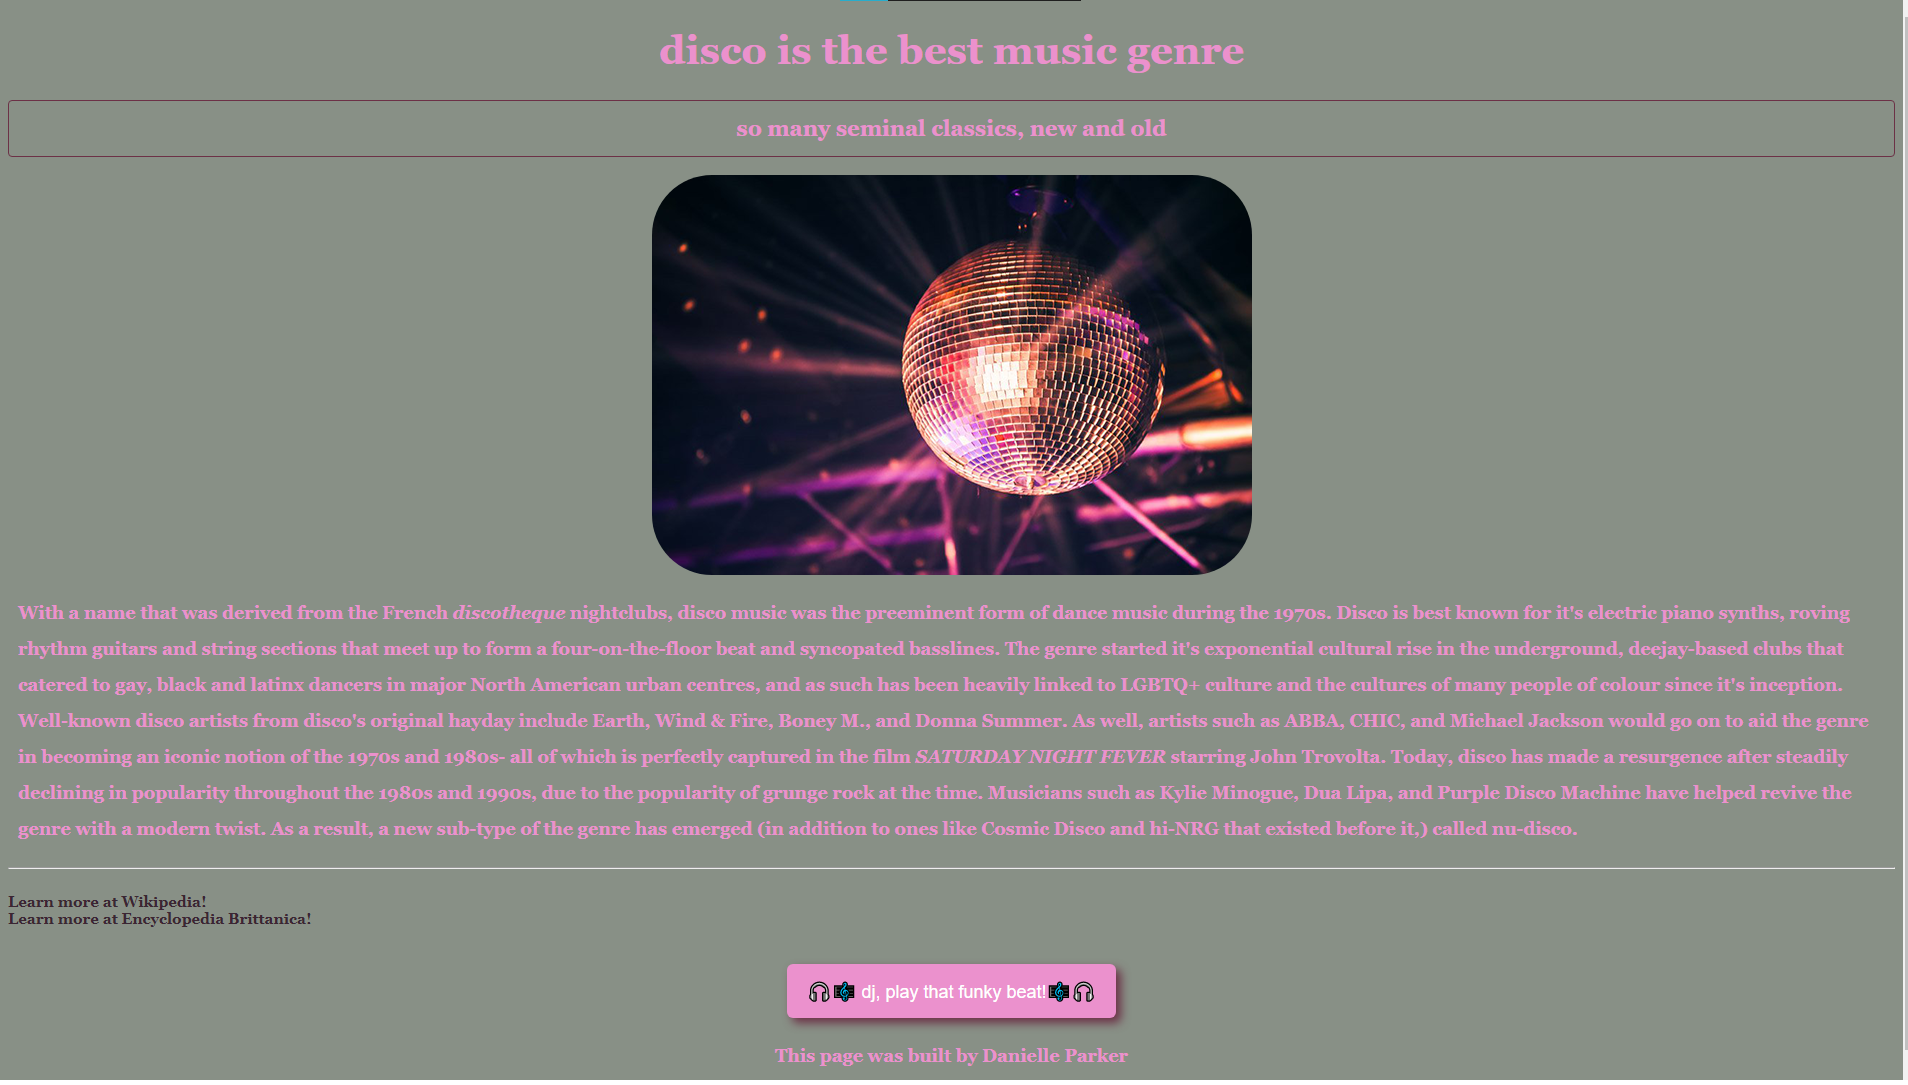 disco is the best music genre
so many seminal classics, new and old
With a name that was derived from the French discotheque nightclubs, disco music was the preeminent form of dance music during the 1970s. Disco is best known for it's electric piano synths, roving
rhythm guitars and string sections that meet up to form a four-on-the-floor beat and syncopated basslines. The genre started it's exponential cultural rise in the underground, deejay-based clubs that
catered to gay, black and latinx dancers in major North American urban centres, and as such has been heavily linked to LGBTQ+ culture and the cultures of many people of colour since it's inception.
Well-known disco artists from disco's original hayday include Earth, Wind & Fire, Boney M., and Donna Summer. As well, artists such as ABBA, CHIC, and Michael Jackson would go on to aid the genre
in becoming an iconic notion of the 1970s and 1980s- all of which is perfectly captured in the film SATURDAY NIGHT FEVER starring John Trovolta. Today, disco has made a resurgence after steadily
declining in popularity throughout the 1980s and 1990s, due to the popularity of grunge rock at the time. Musicians such as Kylie Minogue, Dua Lipa, and Purple Disco Machine have helped revive the
genre with a modern twist. As a result, a new sub-type of the genre has emerged (in addition to ones like Cosmic Disco and hi-NRG that existed before it,) called nu-disco.
Learn more at Wikipedia!
Learn more at Encyclopedia Brittanica!
🎧🎼 dj, play that funky beat!🎼🎧
This page was built by Danielle Parker